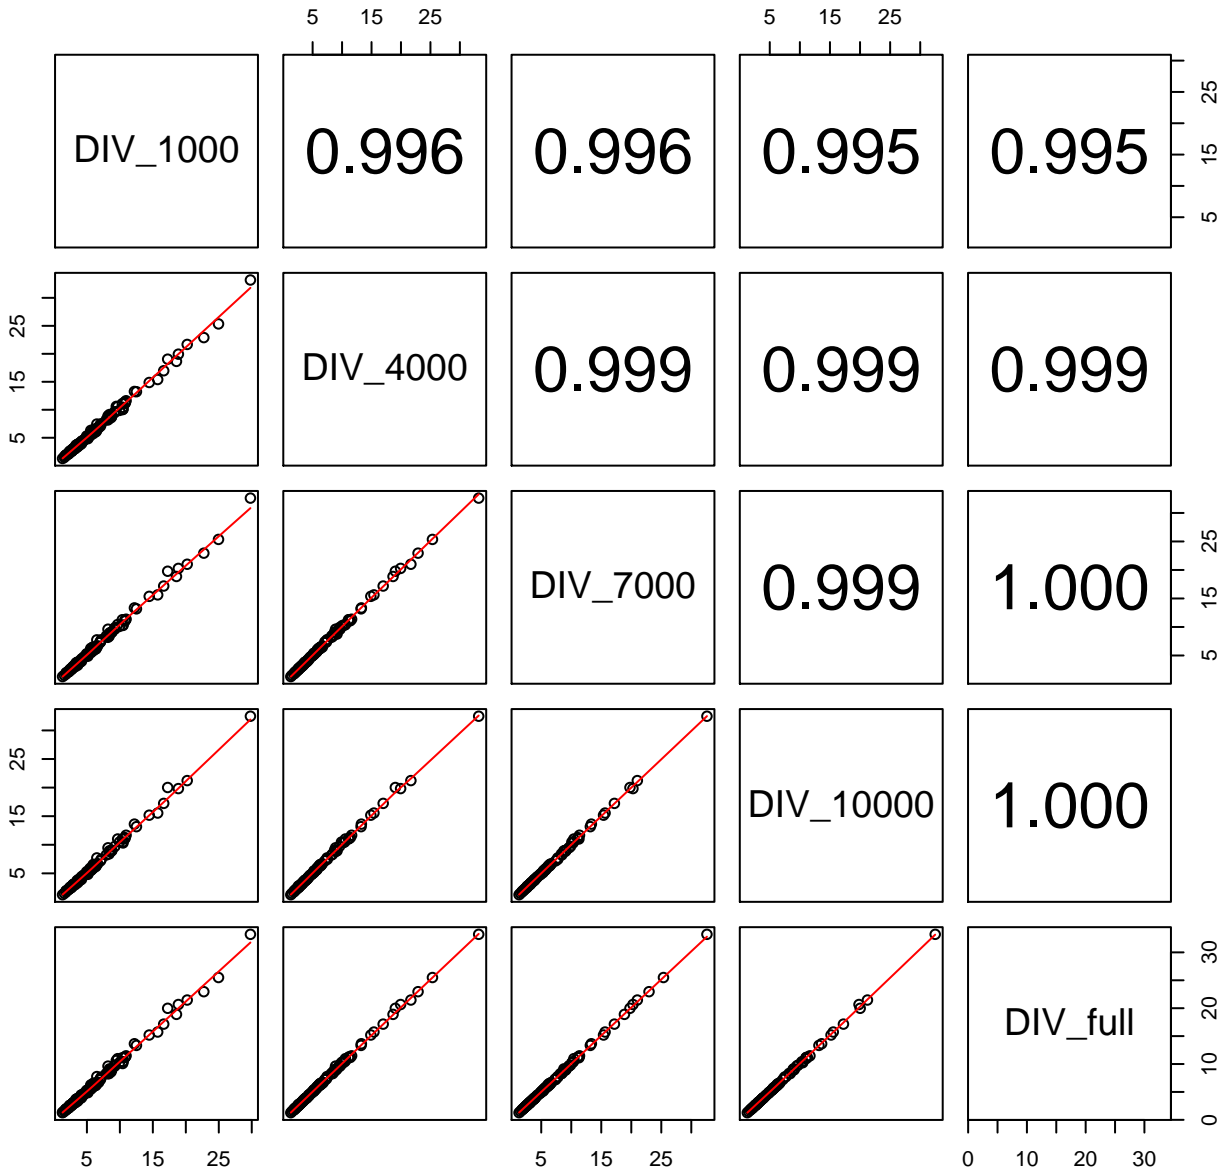 5 15 25 5 15 25
DIV_1000 0.996 0.996 0.995 0.995
5 15 25
5 15 25
DIV_4000 0.999 0.999 0.999
DIV_7000 0.999 1.000
5 15 25
5 15 25
DIV_10000 1.000
DIV_full
0 10 20 30
5 15 25 5 15 25 0 10 20 30